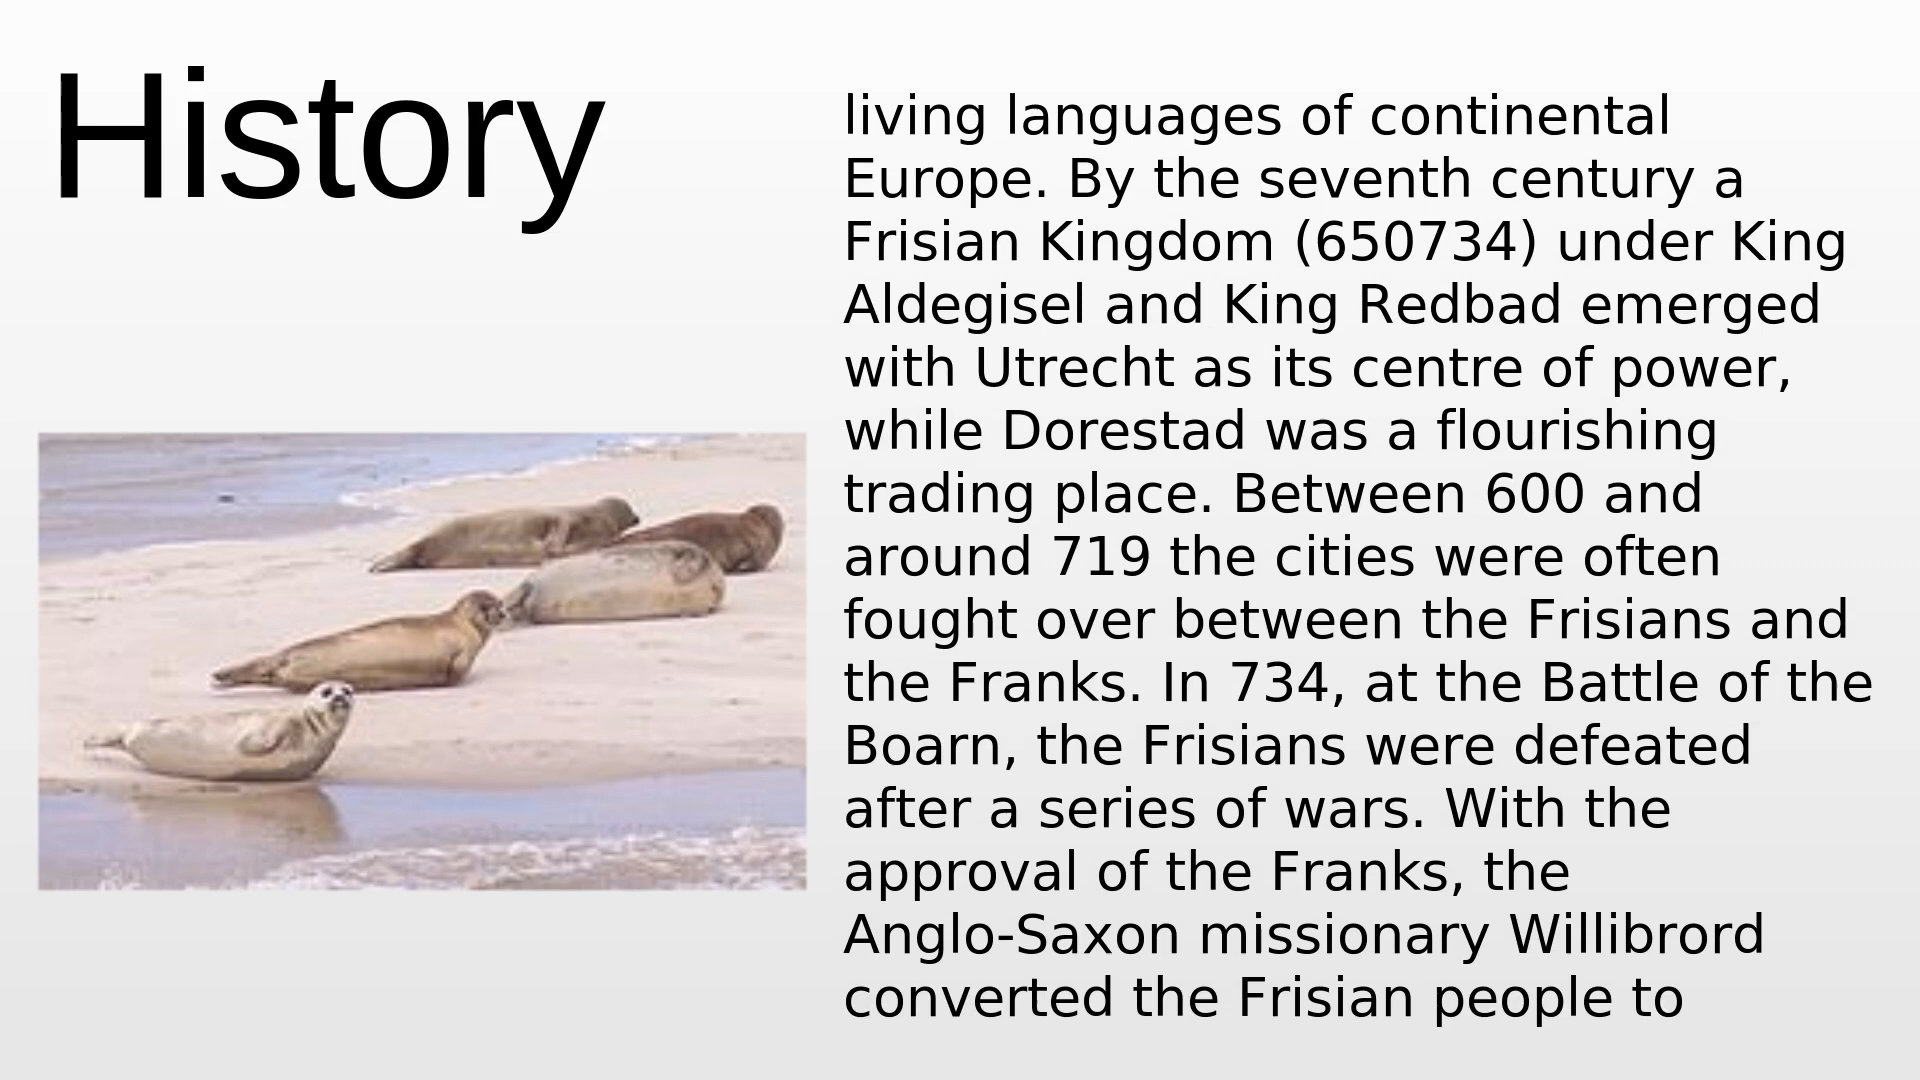 History
living languages of continental
Europe. By the seventh century a
Frisian Kingdom (650734) under King
Aldegisel and King Redbad emerged
with Utrecht as its centre of power,
while Dorestad was a flourishing
trading place. Between 600 and
around 719 the cities were often
fought over between the Frisians and
the Franks. In 734, at the Battle of the
Boarn, the Frisians were defeated
after a series of wars. With the
approval of the Franks, the
Anglo-Saxon missionary Willibrord
converted the Frisian people to